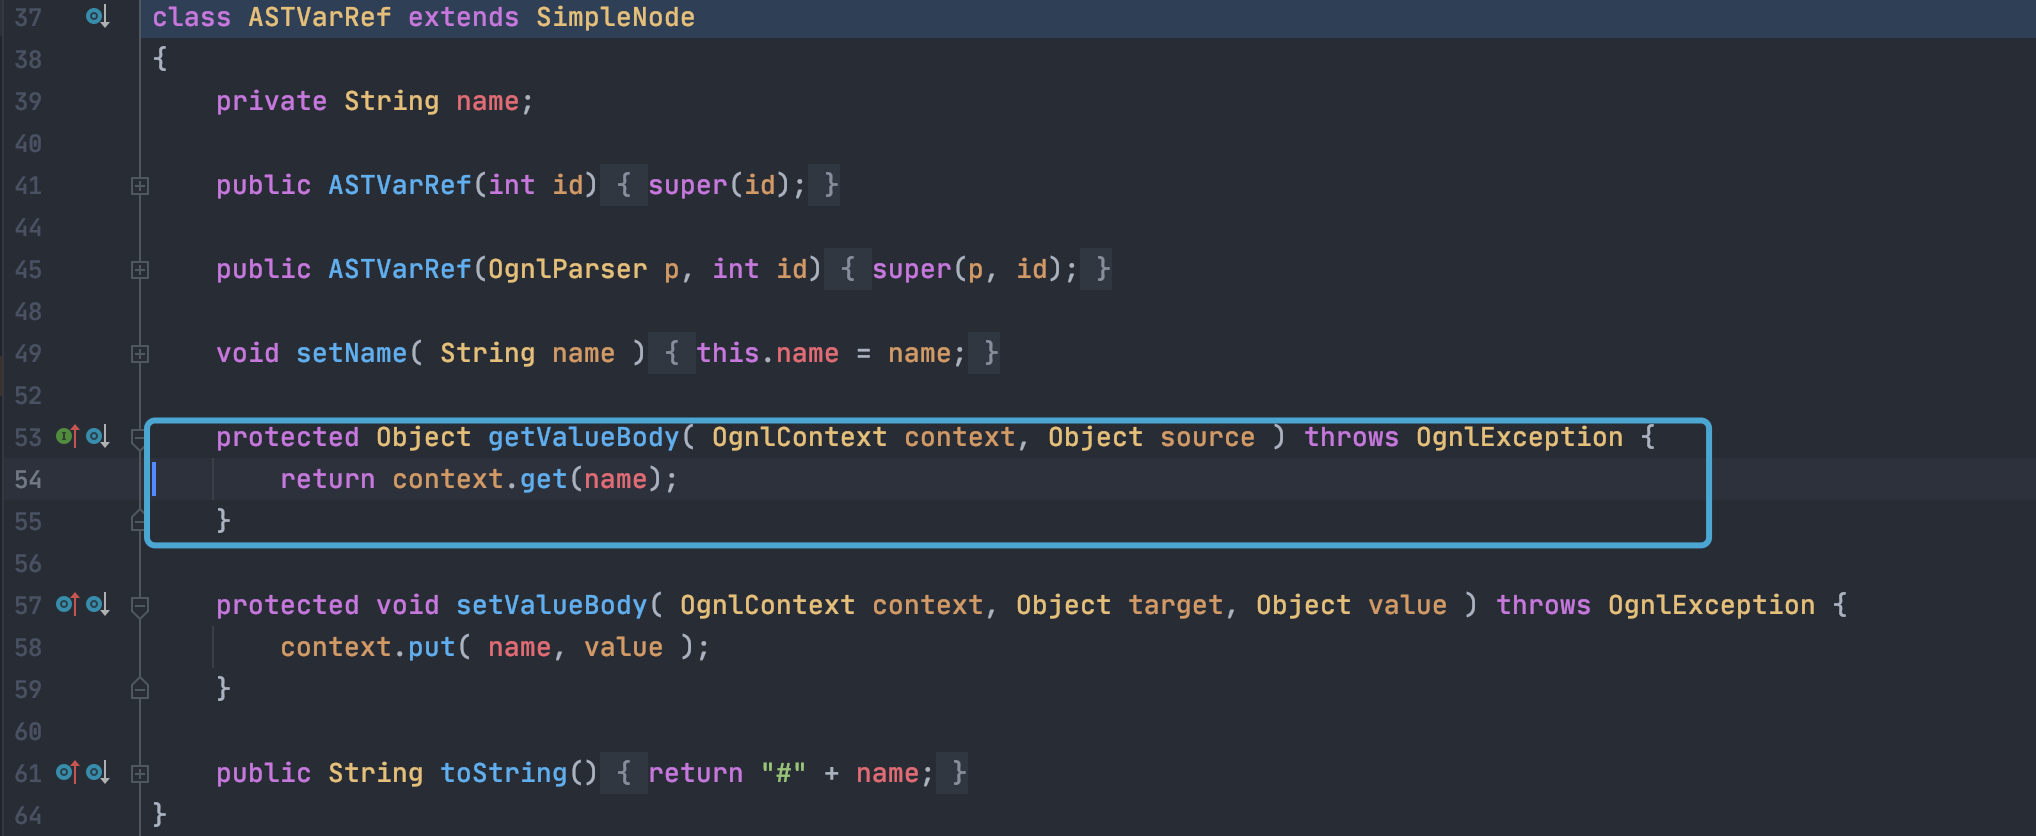 37 class ASTVarRef extends SimpleNode
38 {
39 private String name;
40
41 public ASTVarRef(int id) { super(id); }
44
45 public ASTVarRef(OgnlParser p, int id) { super(p, id); }
48
49 void setName( String name ) { this.name = name; }
52
53 protected Object getValueBody( OgnlContext context, Object source ) throws OgnlException {
54 return context.get(name);
55 }
56
57 protected void setValueBody( OgnlContext context, Object target, Object value ) throws OgnlException {
58 context.put( name, value );
59 }
60
61 public String toString() { return "#" + name; }
64 }